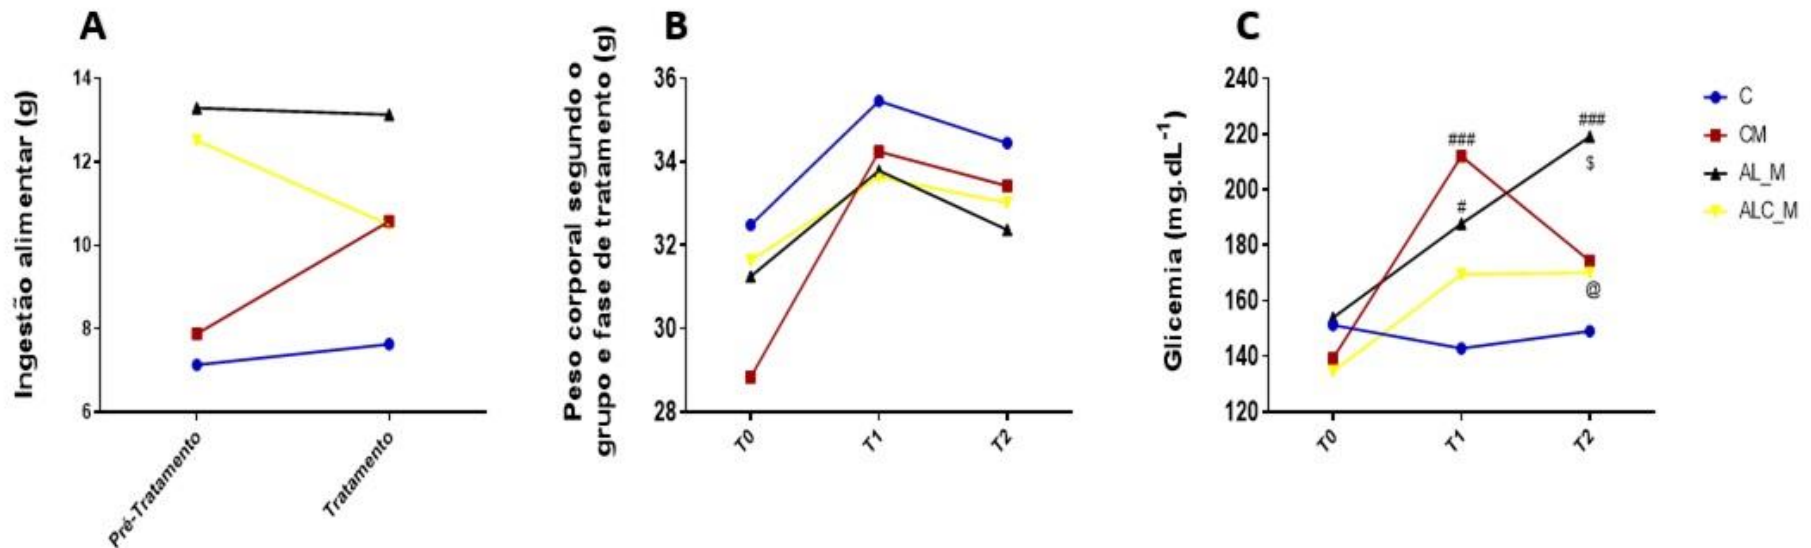 A
Ingestão alimentar (g)
14
12
10
8
6
Pré-Tratamento
Tratamento
B
Peso corporal segundo o
grupo e fase de tratamento (g)
36
34
32
30
28
T0
T1
T2
C
Glicemia (mg.dL-1)
240
220
200
180
160
140
120
###
#
###
$
@
T0
T1
T2
C
CM
AL_M
ALC_M